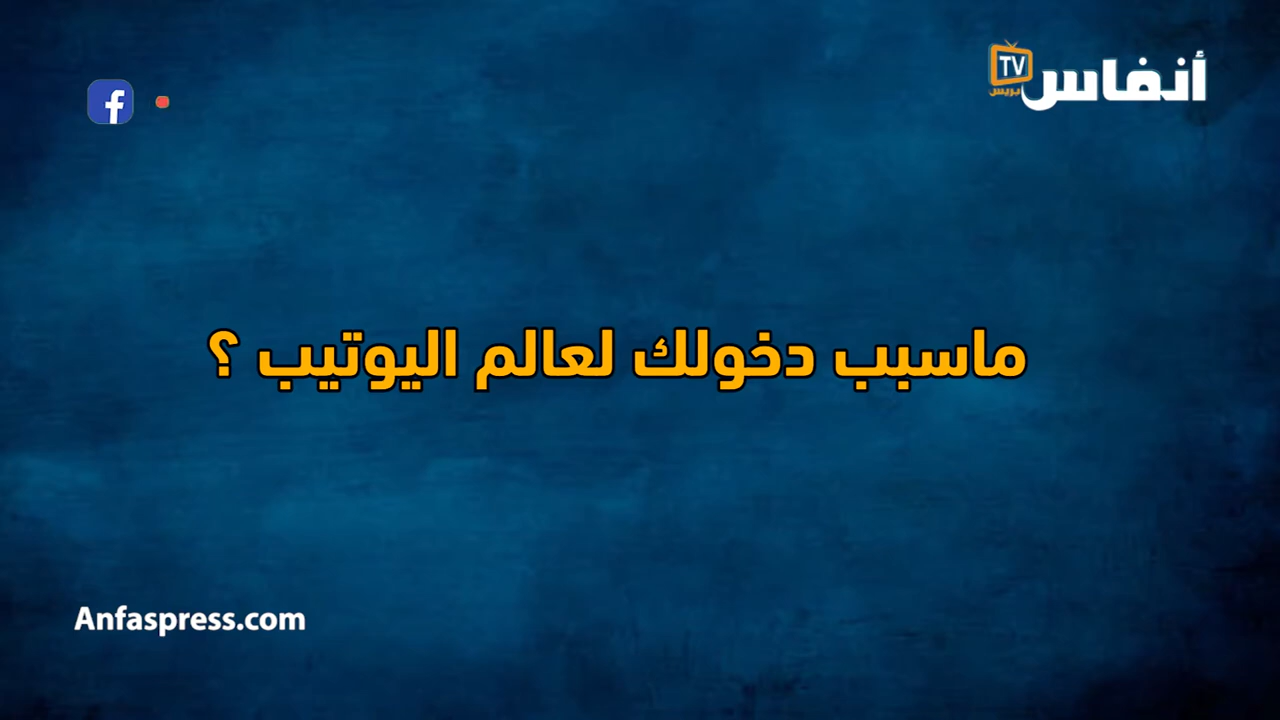 أنفاس
TV
بريس
ماسبب دخولك لعالم اليوتيب ؟
Anfaspress.com